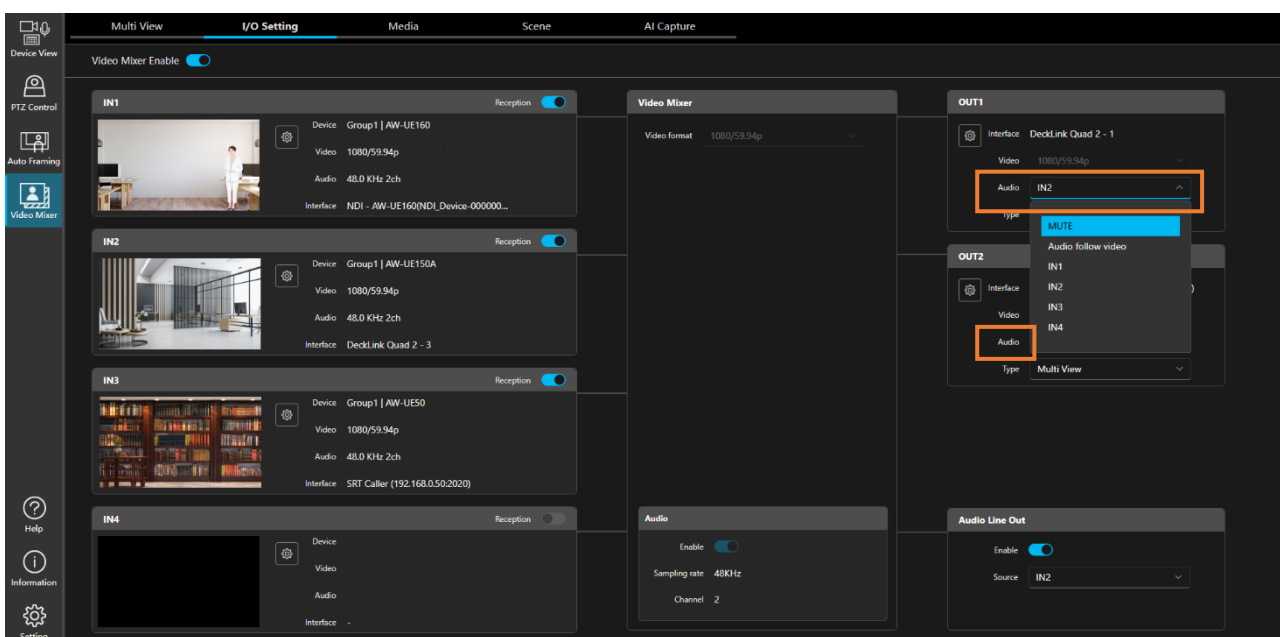 Multi View
I/O Setting
Media
Scene
AI Capture
Device View
PTZ Control
Auto Framing
Video Mixer
Help
Information
Setting
Video Mixer Enable
IN1
Reception
Device Group1 | AW-UE160
Video 1080/59.94p
Audio 48.0 KHz 2ch
Interface NDI - AW-UE160(NDI_Device-000000...
IN2
Reception
Device Group1 | AW-UE150A
Video 1080/59.94p
Audio 48.0 KHz 2ch
Interface DeckLink Quad 2 - 3
IN3
Reception
Device Group1 | AW-UE50
Video 1080/59.94p
Audio 48.0 KHz 2ch
Interface SRT Caller (192.168.0.50:2020)
IN4
Reception
Device
Video
Audio
Interface -
Video Mixer
Video format 1080/59.94p
Audio
Enable
Sampling rate 48KHz
Channel 2
OUT1
Interface DeckLink Quad 2 - 1
Video 1080/59.94p
Audio IN2
Type
MUTE
Audio follow video
IN1
IN2
IN3
IN4
OUT2
Interface )
Video
Audio
Type Multi View
Audio Line Out
Enable
Source IN2